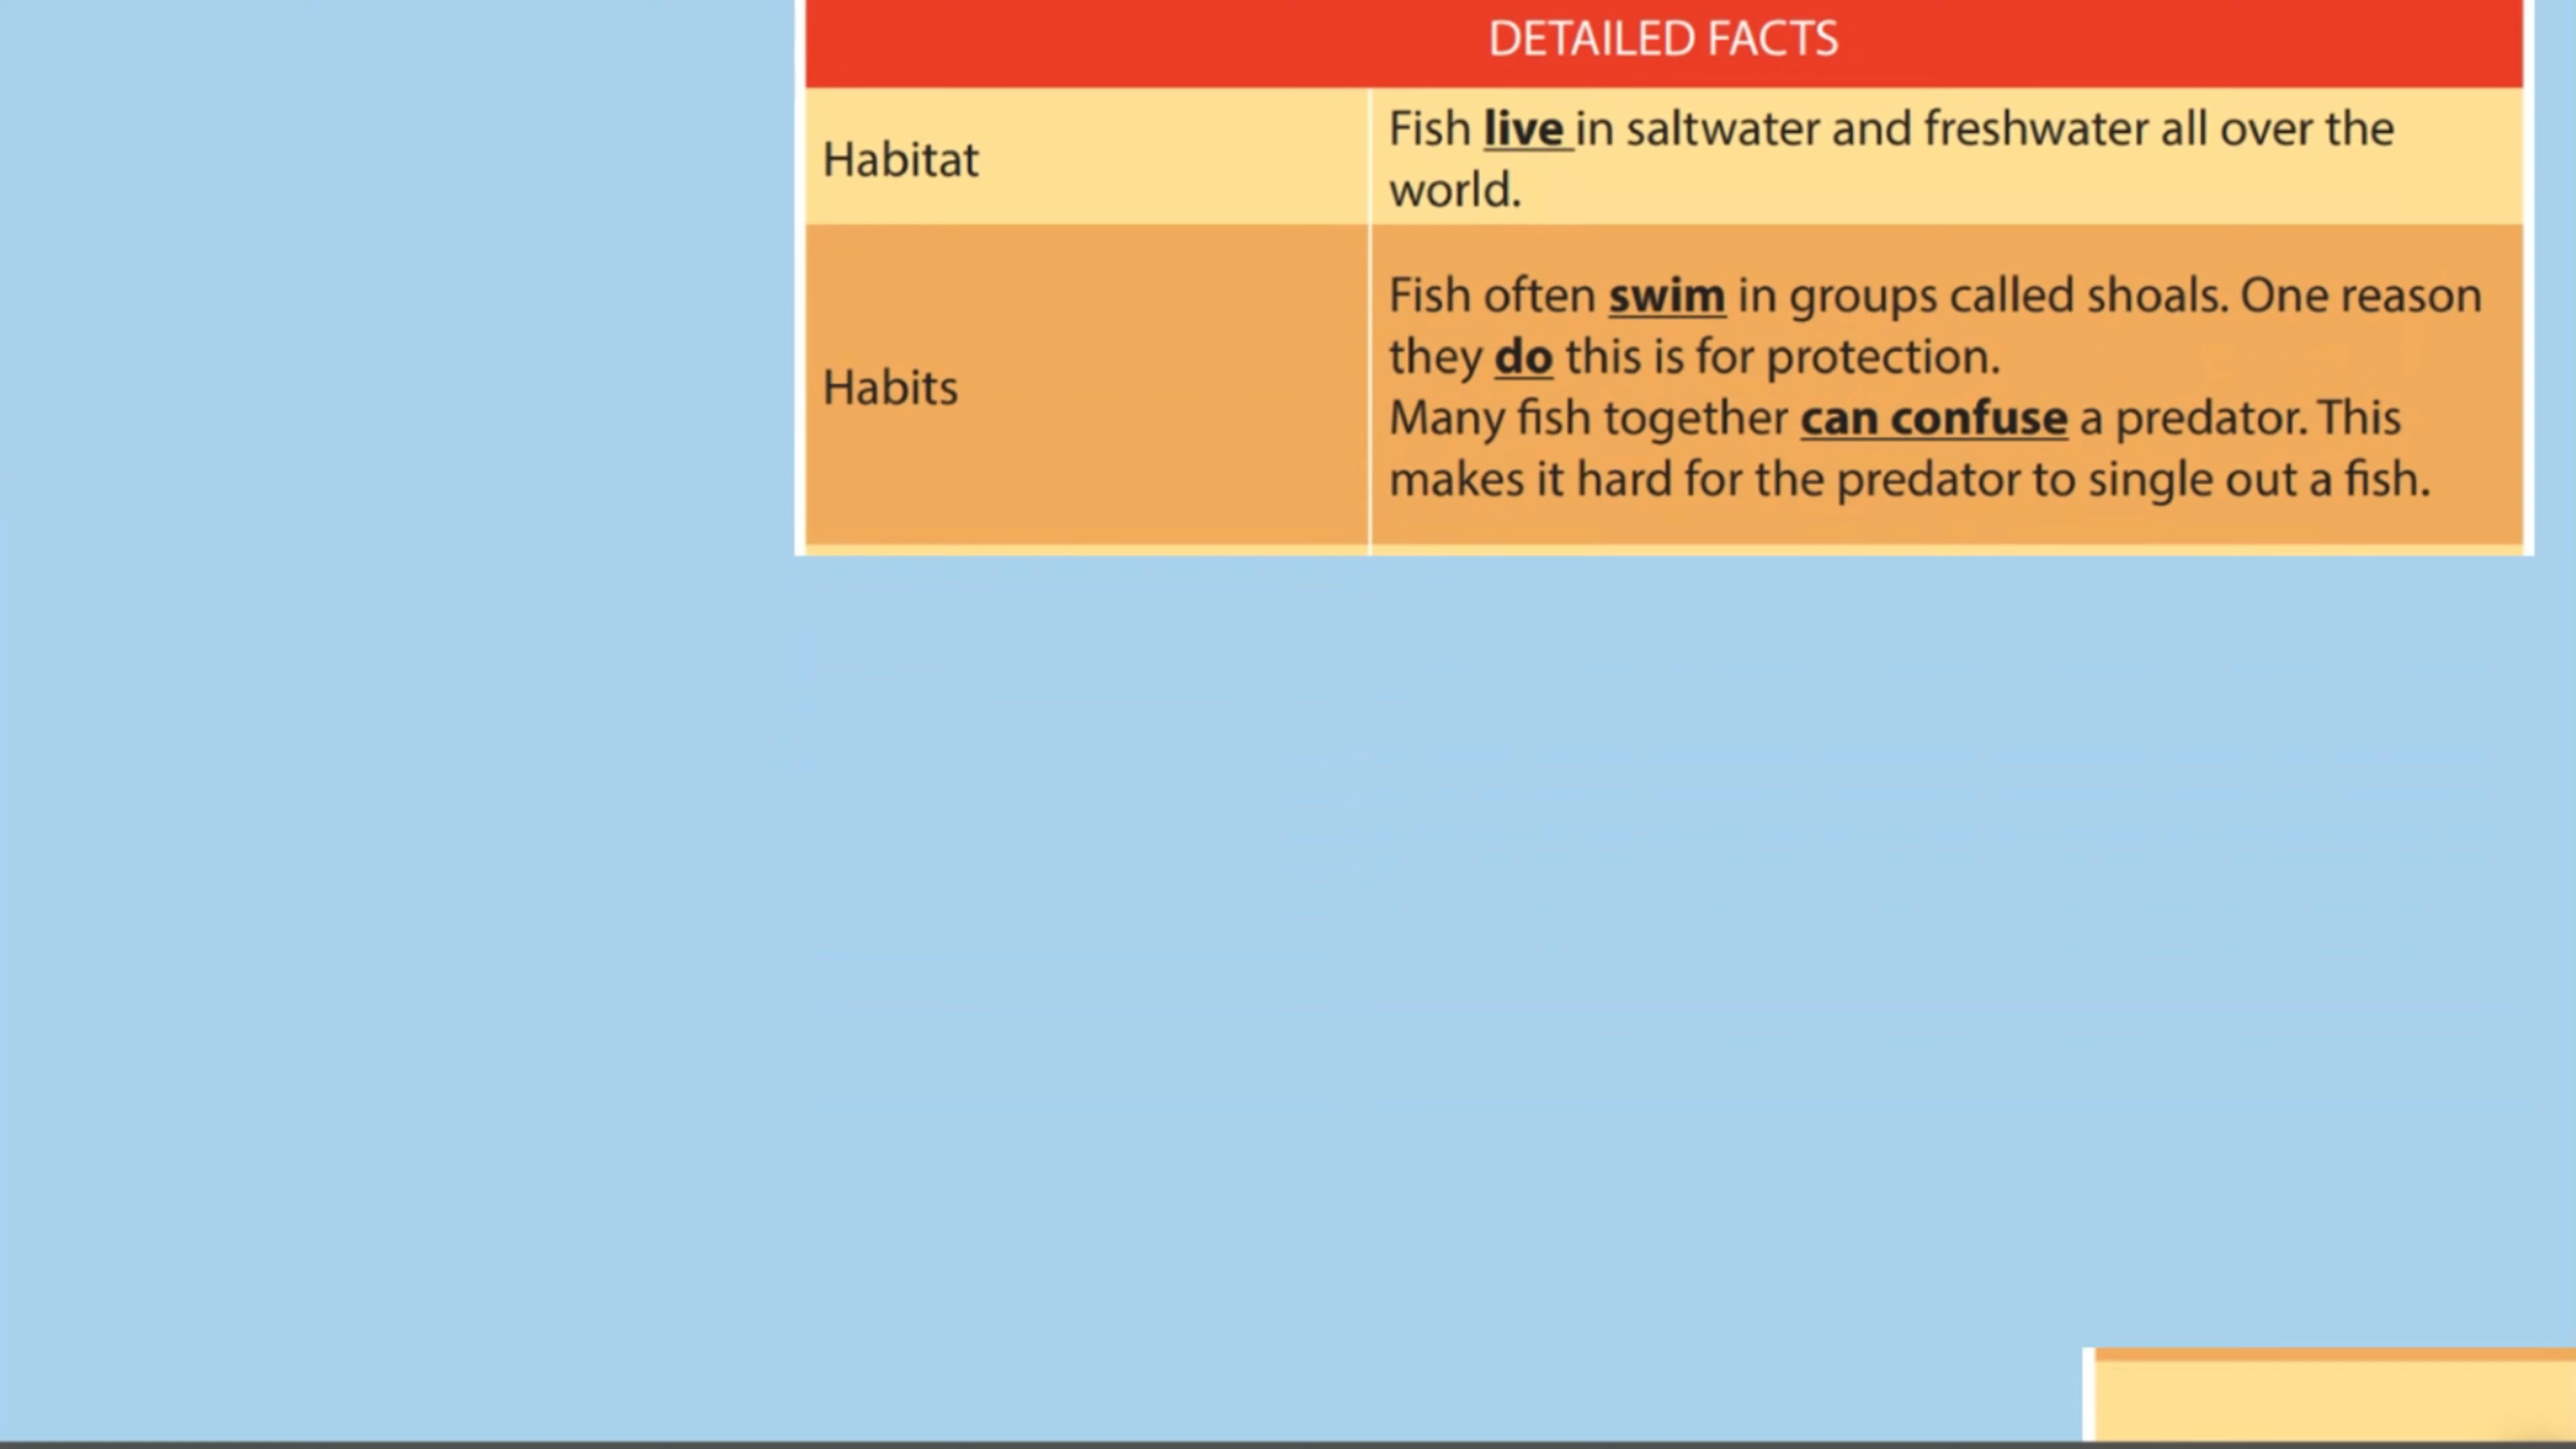 DETAILED FACTS
Habitat
Fish live in saltwater and freshwater all over the
world.
Habits
Fish often swim in groups called shoals. One reason
they do this is for protection.
Many fish together can confuse a predator. This
makes it hard for the predator to single out a fish.